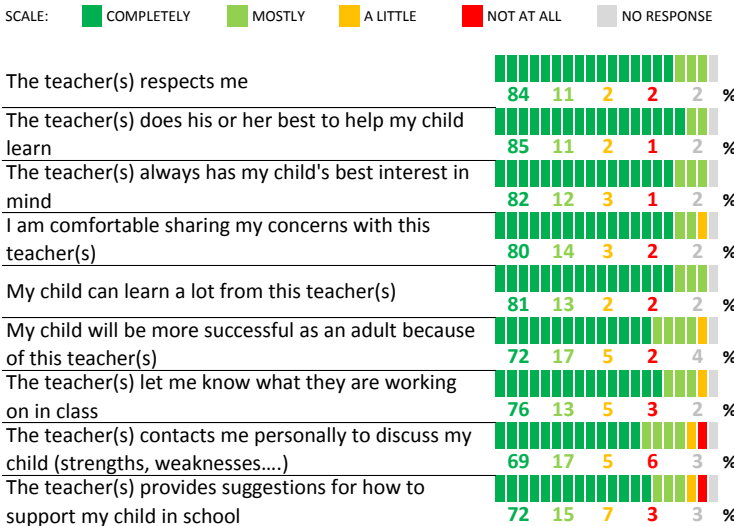 SCALE: COMPLETELY MOSTLY A LITTLE NOT AT ALL NO RESPONSE
The teacher(s) respects me
84 11 2 2 2 %
The teacher(s) does his or her best to help my child
learn
85 11 2 1 2 %
The teacher(s) always has my child's best interest in
mind
82 12 3 1 2 %
I am comfortable sharing my concerns with this
teacher(s)
80 14 3 2 2 %
My child can learn a lot from this teacher(s)
81 13 2 2 2 %
My child will be more successful as an adult because
of this teacher(s)
72 17 5 2 4 %
The teacher(s) let me know what they are working
on in class
76 13 5 3 2 %
The teacher(s) contacts me personally to discuss my
child (strengths, weaknesses....)
69 17 5 6 3 %
The teacher(s) provides suggestions for how to
support my child in school
72 15 7 3 3 %